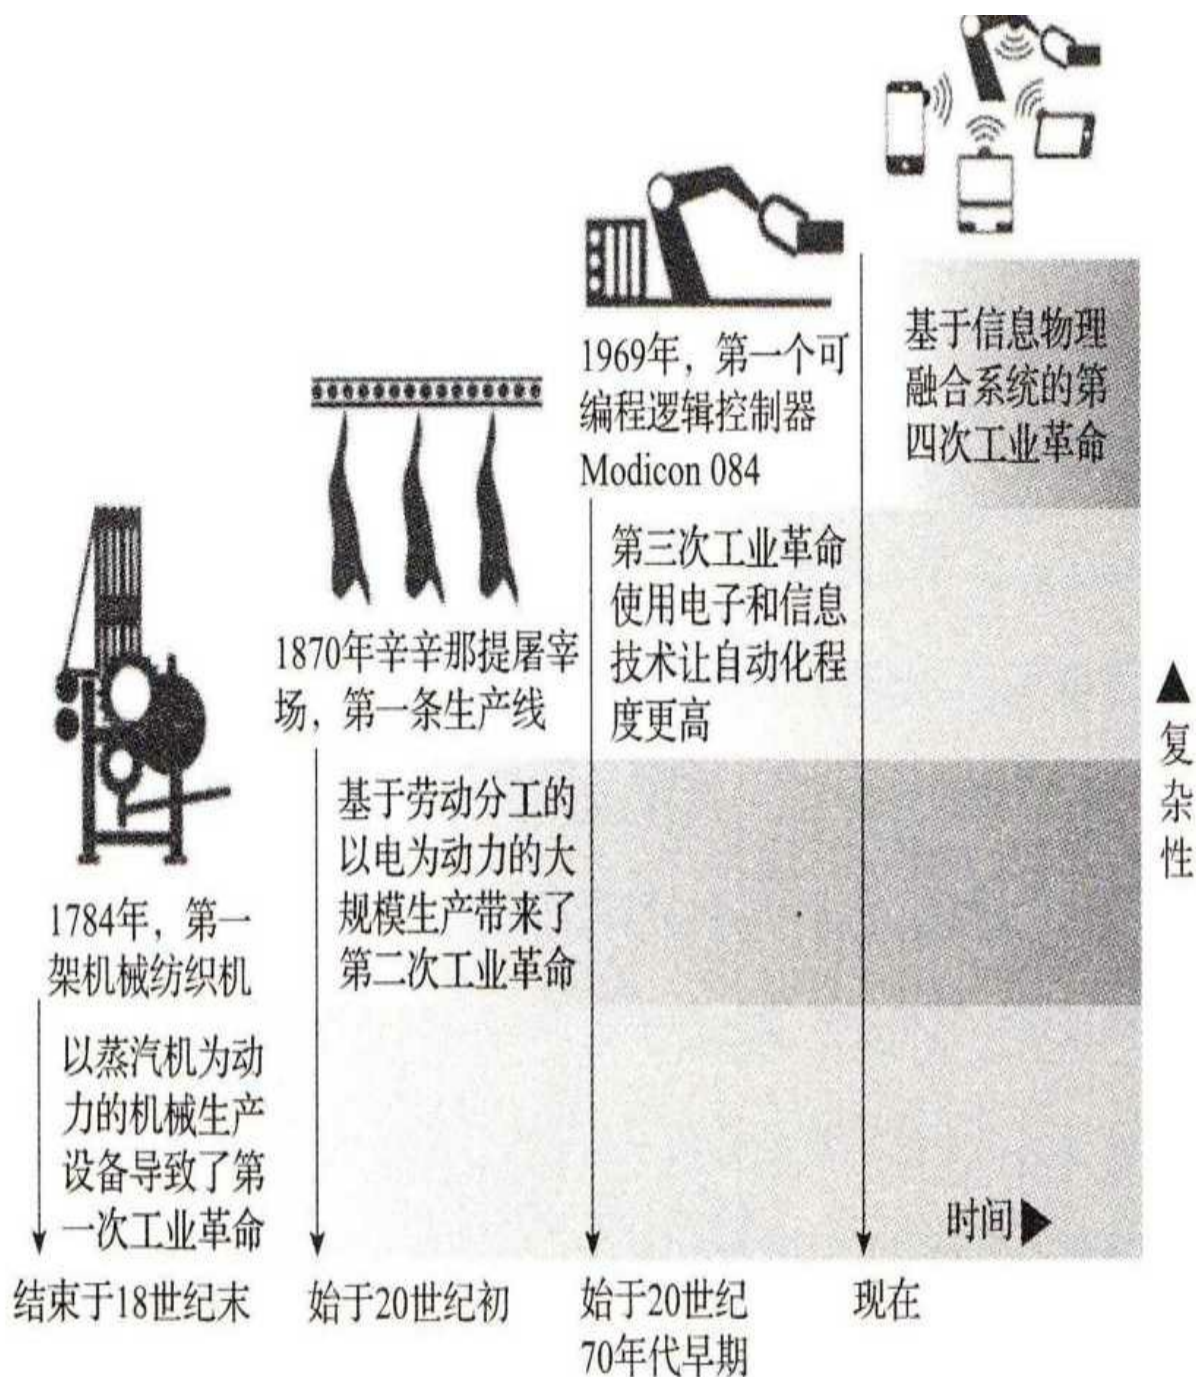 1969年，第一个可
编程逻辑控制器
Modicon 084
基于信息物理
融合系统的第
四次工业革命
第三次工业革命
使用电子和信息
技术让自动化程
度更高
1870年辛辛那提屠宰
场，第一条生产线
基于劳动分工的
以电为动力的大
规模生产带来了
第二次工业革命
1784年，第一
架机械纺织机
以蒸汽机为动
力的机械生产
设备导致了第
一次工业革命
复杂性
时间
结束于18世纪末
始于20世纪初
始于20世纪
70年代早期
现在